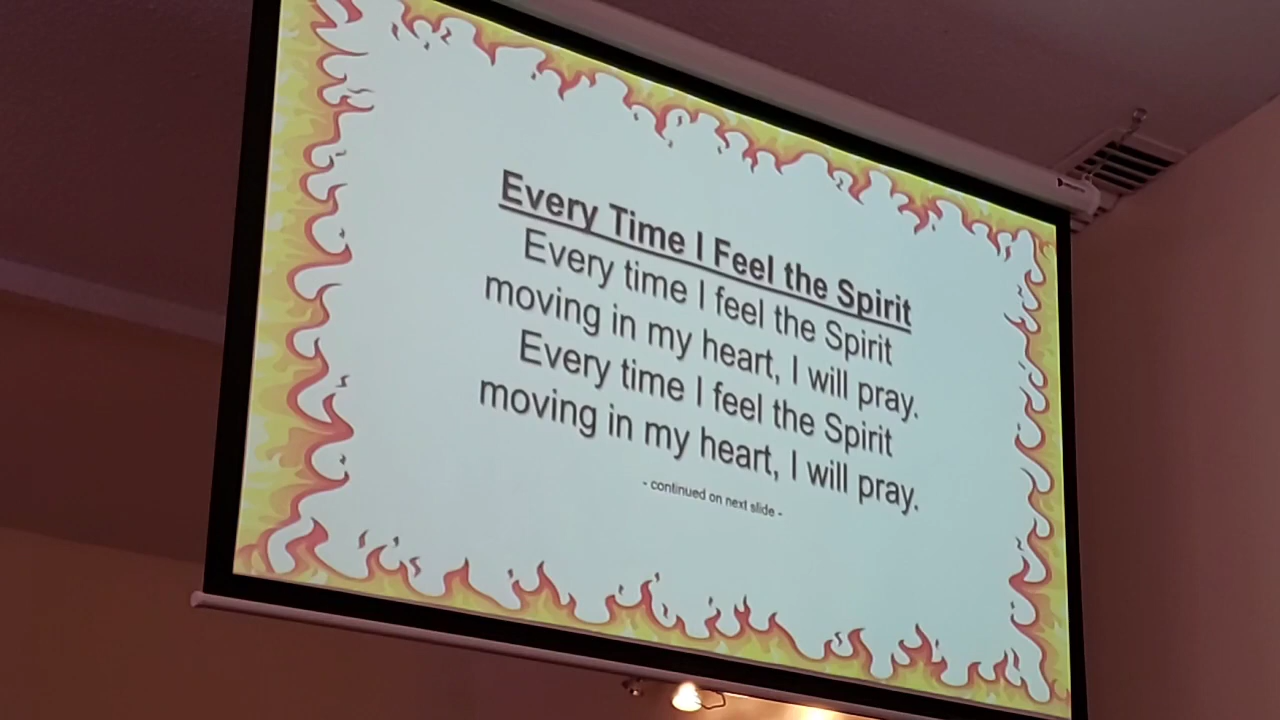 Every Time I Feel the Spirit
Every time I feel the Spirit
moving in my heart, I will pray.
Every time I feel the Spirit
moving in my heart, I will pray.
- continued on next slide -